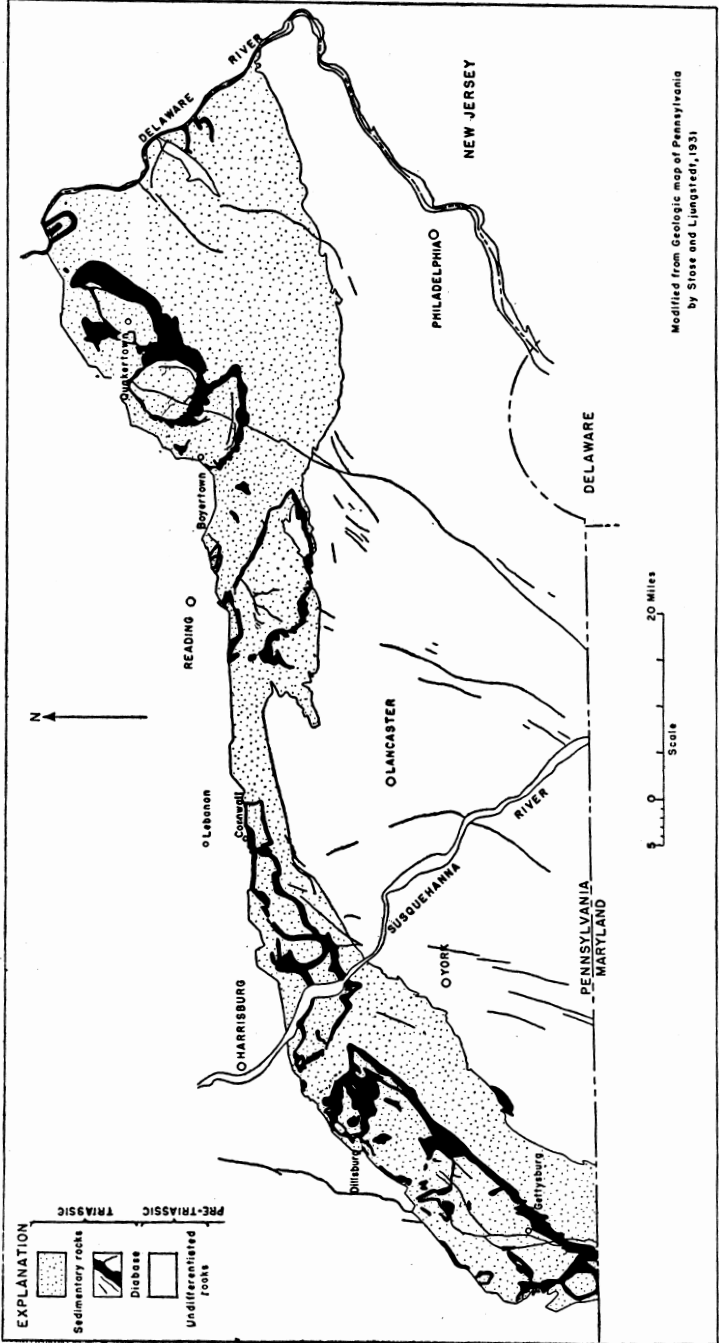 EXPLANATION
Sedimentary rocks
Diabase
Undifferentiated
rocks
TRIASSIC
PRE-TRIASSIC
N
HARRISBURG
Lebanon
Cornwall
READING
Boyertown
Quakertown
DELAWARE
RIVER
Dillsburg
Gettysburg
YORK
SUSQUEHANNA
RIVER
LANCASTER
PHILADELPHIA
NEW JERSEY
PENNSYLVANIA
MARYLAND
DELAWARE
5 0 20 Miles
Scale
Modified from Geologic map of Pennsylvania
by Stose and Ljungstedt, 1931